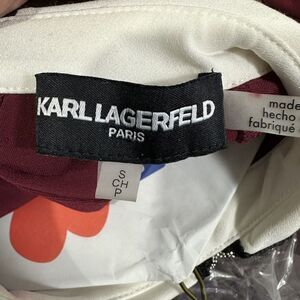 KARL LAGERFELD
PARIS
made
hecho
fabriqué
S
CH
P